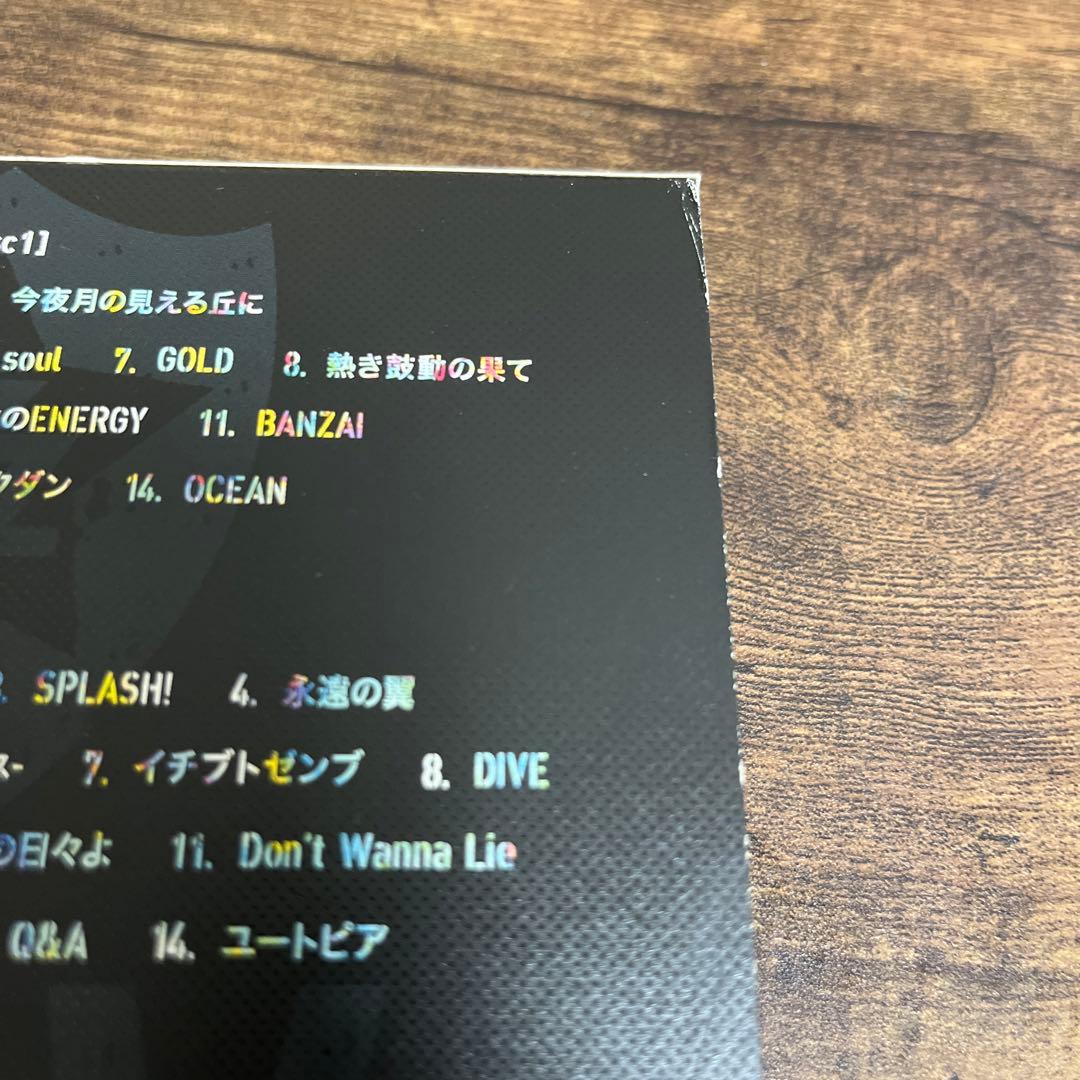 c1]
今夜月の見える丘に
soul 7. GOLD 8. 熱き鼓動の果て
のENERGY 11. BANZAI
ダン 14. OCEAN
SPLASH! 4. 永遠の翼
ス- 7. イチブトゼンブ 8. DIVE
の日々よ 11. Don't Wanna Lie
Q&A 14. ユートピア